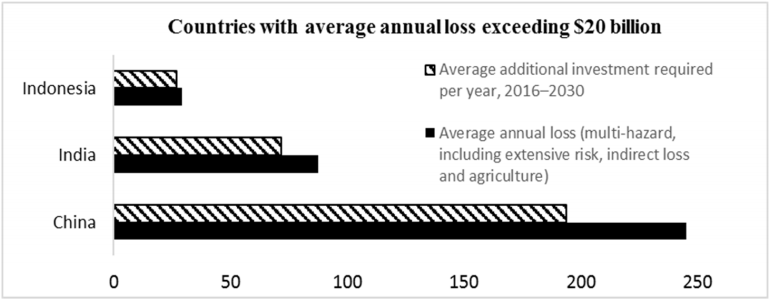 Countries with average annual loss exceeding $20 billion
Average additional investment required
per year, 2016–2030
Indonesia
Average annual loss (multi-hazard,
including extensive risk, indirect loss
and agriculture)
India
China
0 50 100 150 200 250